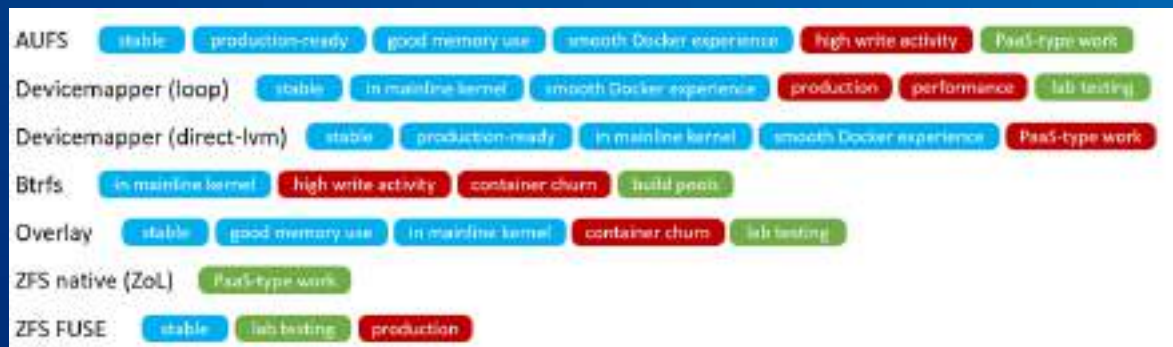 AUFS stable production-ready good memory use smooth Docker experience high write activity PaaS-type work
Devicemapper (loop) stable in mainline kernel smooth Docker experience production performance lab testing
Devicemapper (direct-lvm) stable production-ready in mainline kernel smooth Docker experience PaaS-type work
Btrfs in mainline kernel high write activity container churn build pools
Overlay stable good memory use in mainline kernel container churn lab testing
ZFS native (ZoL) PaaS-type work
ZFS FUSE stable lab testing production